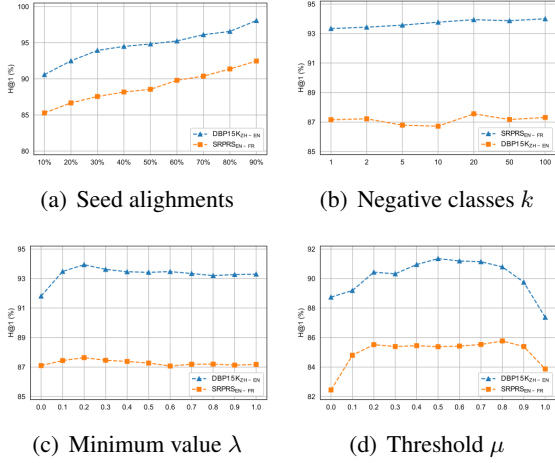 100
95
90
85
80
H@1 (%)
10% 20% 30% 40% 50% 60% 70% 80% 90%
DBP15K_ZH−EN
SRPRS_EN−FR
(a) Seed alighments
95
93
91
89
87
85
H@1 (%)
1 2 5 10 20 50 100
SRPRS_EN−FR
DBP15K_ZH−EN
(b) Negative classes k
95
93
91
89
87
85
H@1 (%)
0.0 0.1 0.2 0.3 0.4 0.5 0.6 0.7 0.8 0.9 1.0
DBP15K_ZH−EN
SRPRS_EN−FR
(c) Minimum value λ
92
90
88
86
84
82
H@1 (%)
0.0 0.1 0.2 0.3 0.4 0.5 0.6 0.7 0.8 0.9 1.0
DBP15K_ZH−EN
SRPRS_EN−FR
(d) Threshold μ